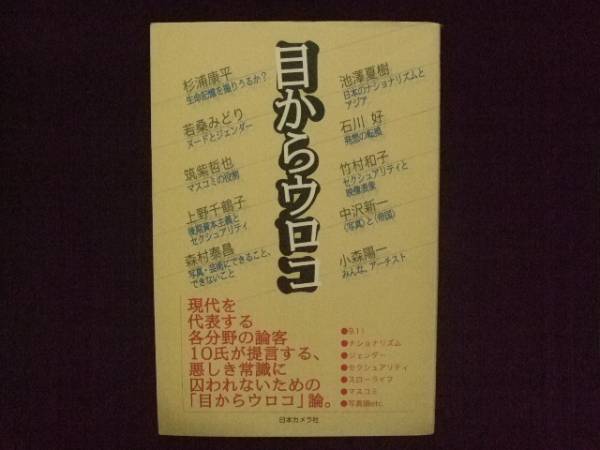 目からウロコ
池澤夏樹
日本のナショナリズムと
アジア
石川 好
発想の転換
竹村和子
セクシュアリティと
映像表象
中沢新一
〈写真〉と〈帝国〉
小森陽一
みんな、アーチスト
杉浦康平
生命記憶を撮りうるか?
若桑みどり
ヌードとジェンダー
筑紫哲也
マスコミの役割
上野千鶴子
後期資本主義と
セクシュアリティ
森村泰昌
写真・芸術にできること、
できないこと
現代を
代表する
各分野の論客
10氏が提言する、
悪しき常識に
囚われないための
「目からウロコ」論。
●9.11
●ナショナリズム
●ジェンダー
●セクシュアリティ
●スローライフ
●マスコミ
●写真論etc.
日本カメラ社